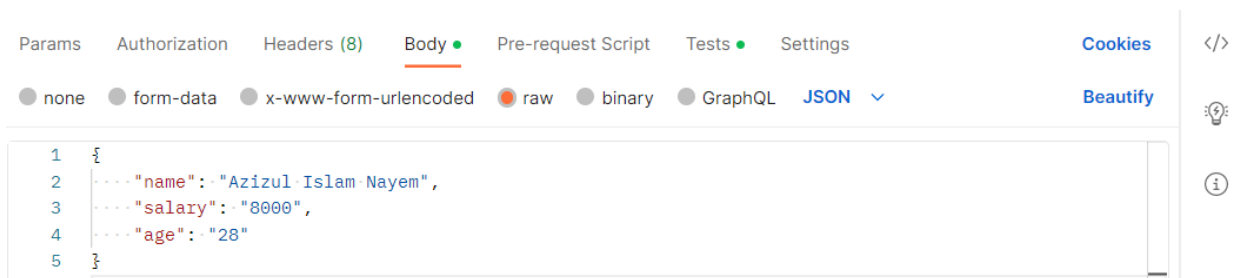 Params Authorization Headers (8) Body Pre-request Script Tests Settings Cookies </>
none form-data x-www-form-urlencoded raw binary GraphQL JSON Beautify
1 {
2 "name": "Azizul Islam Nayem",
3 "salary": "8000",
4 "age": "28"
5 }